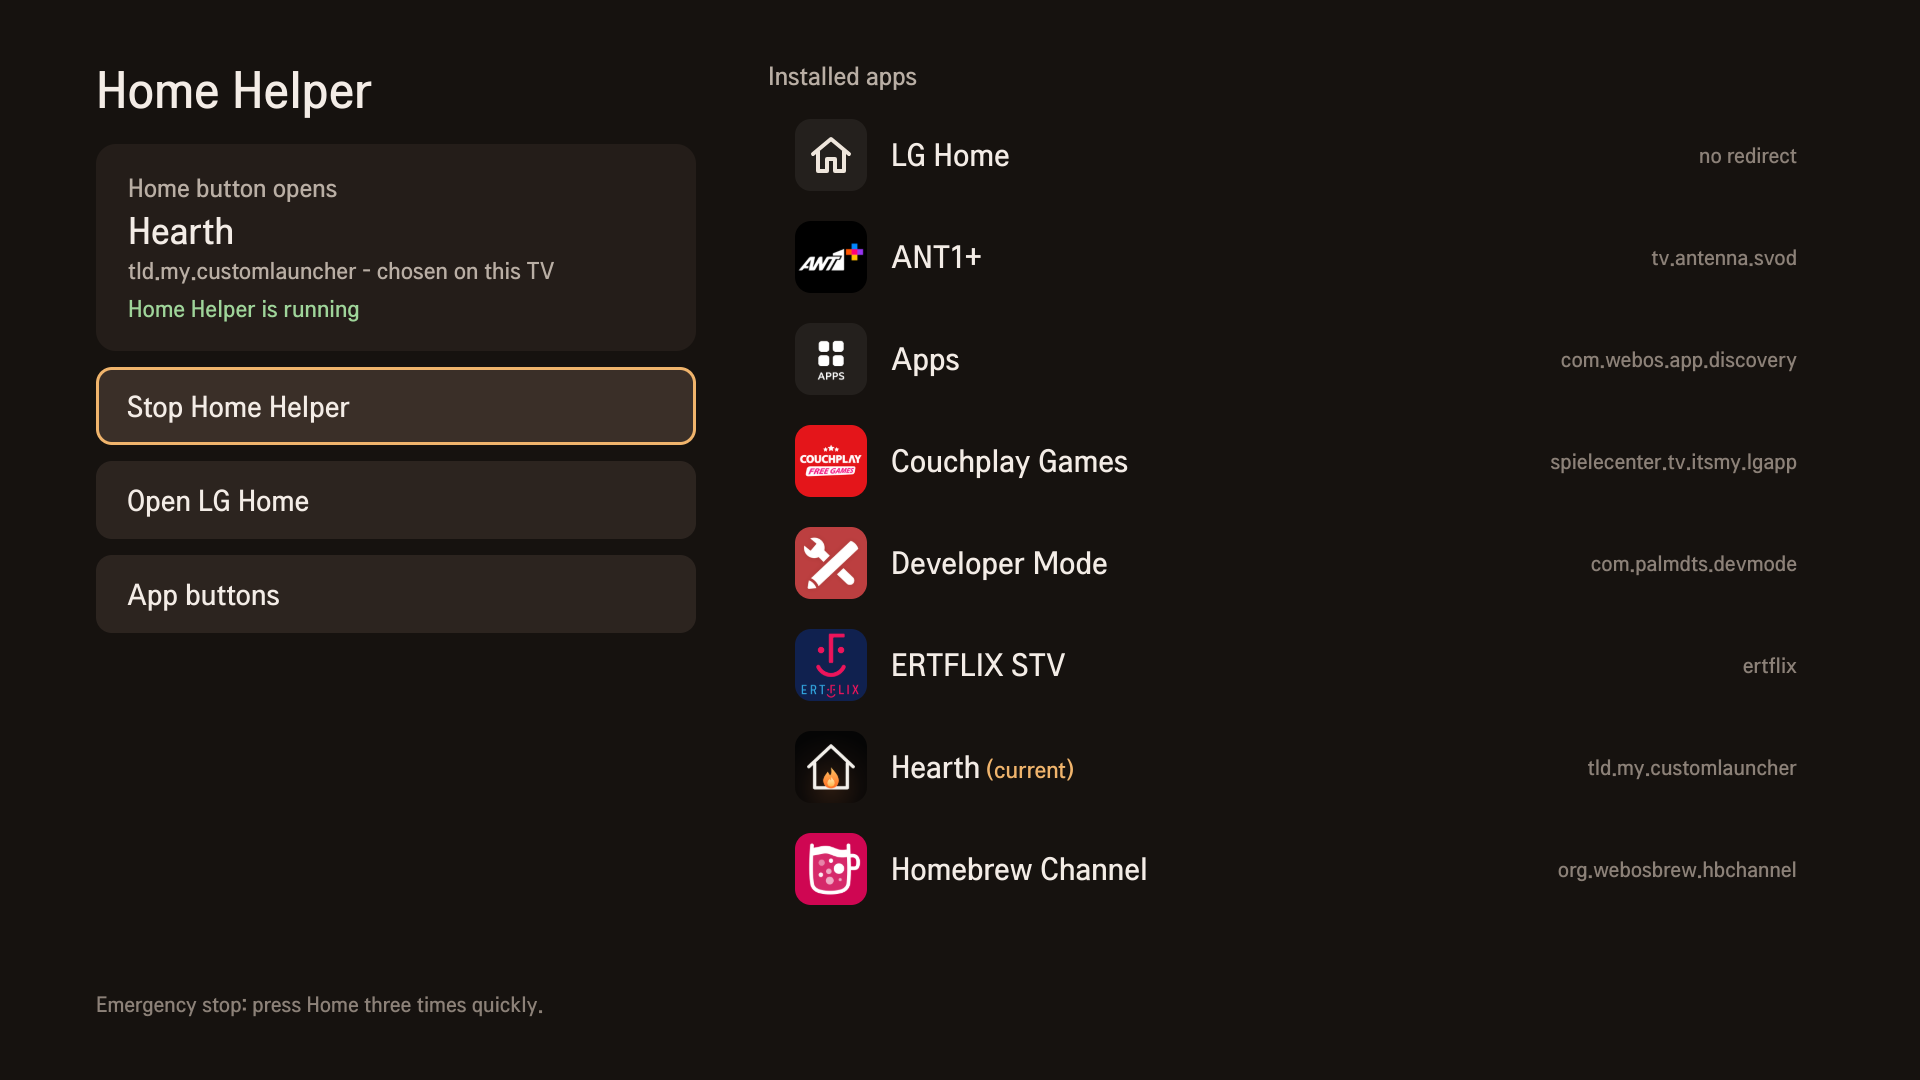 Home Helper
Home button opens
Hearth
tld.my.customlauncher - chosen on this TV
Home Helper is running
Stop Home Helper
Open LG Home
App buttons
Emergency stop: press Home three times quickly.
Installed apps
LG Home
no redirect
ANT1+
ANT1+
tv.antenna.svod
APPS
Apps
com.webos.app.discovery
COUCHPLAY
FREE GAMES
Couchplay Games
spielecenter.tv.itsmy.lgapp
Developer Mode
com.palmdts.devmode
ERTFLIX
ERTFLIX STV
ertflix
Hearth (current)
tld.my.customlauncher
Homebrew Channel
org.webosbrew.hbchannel